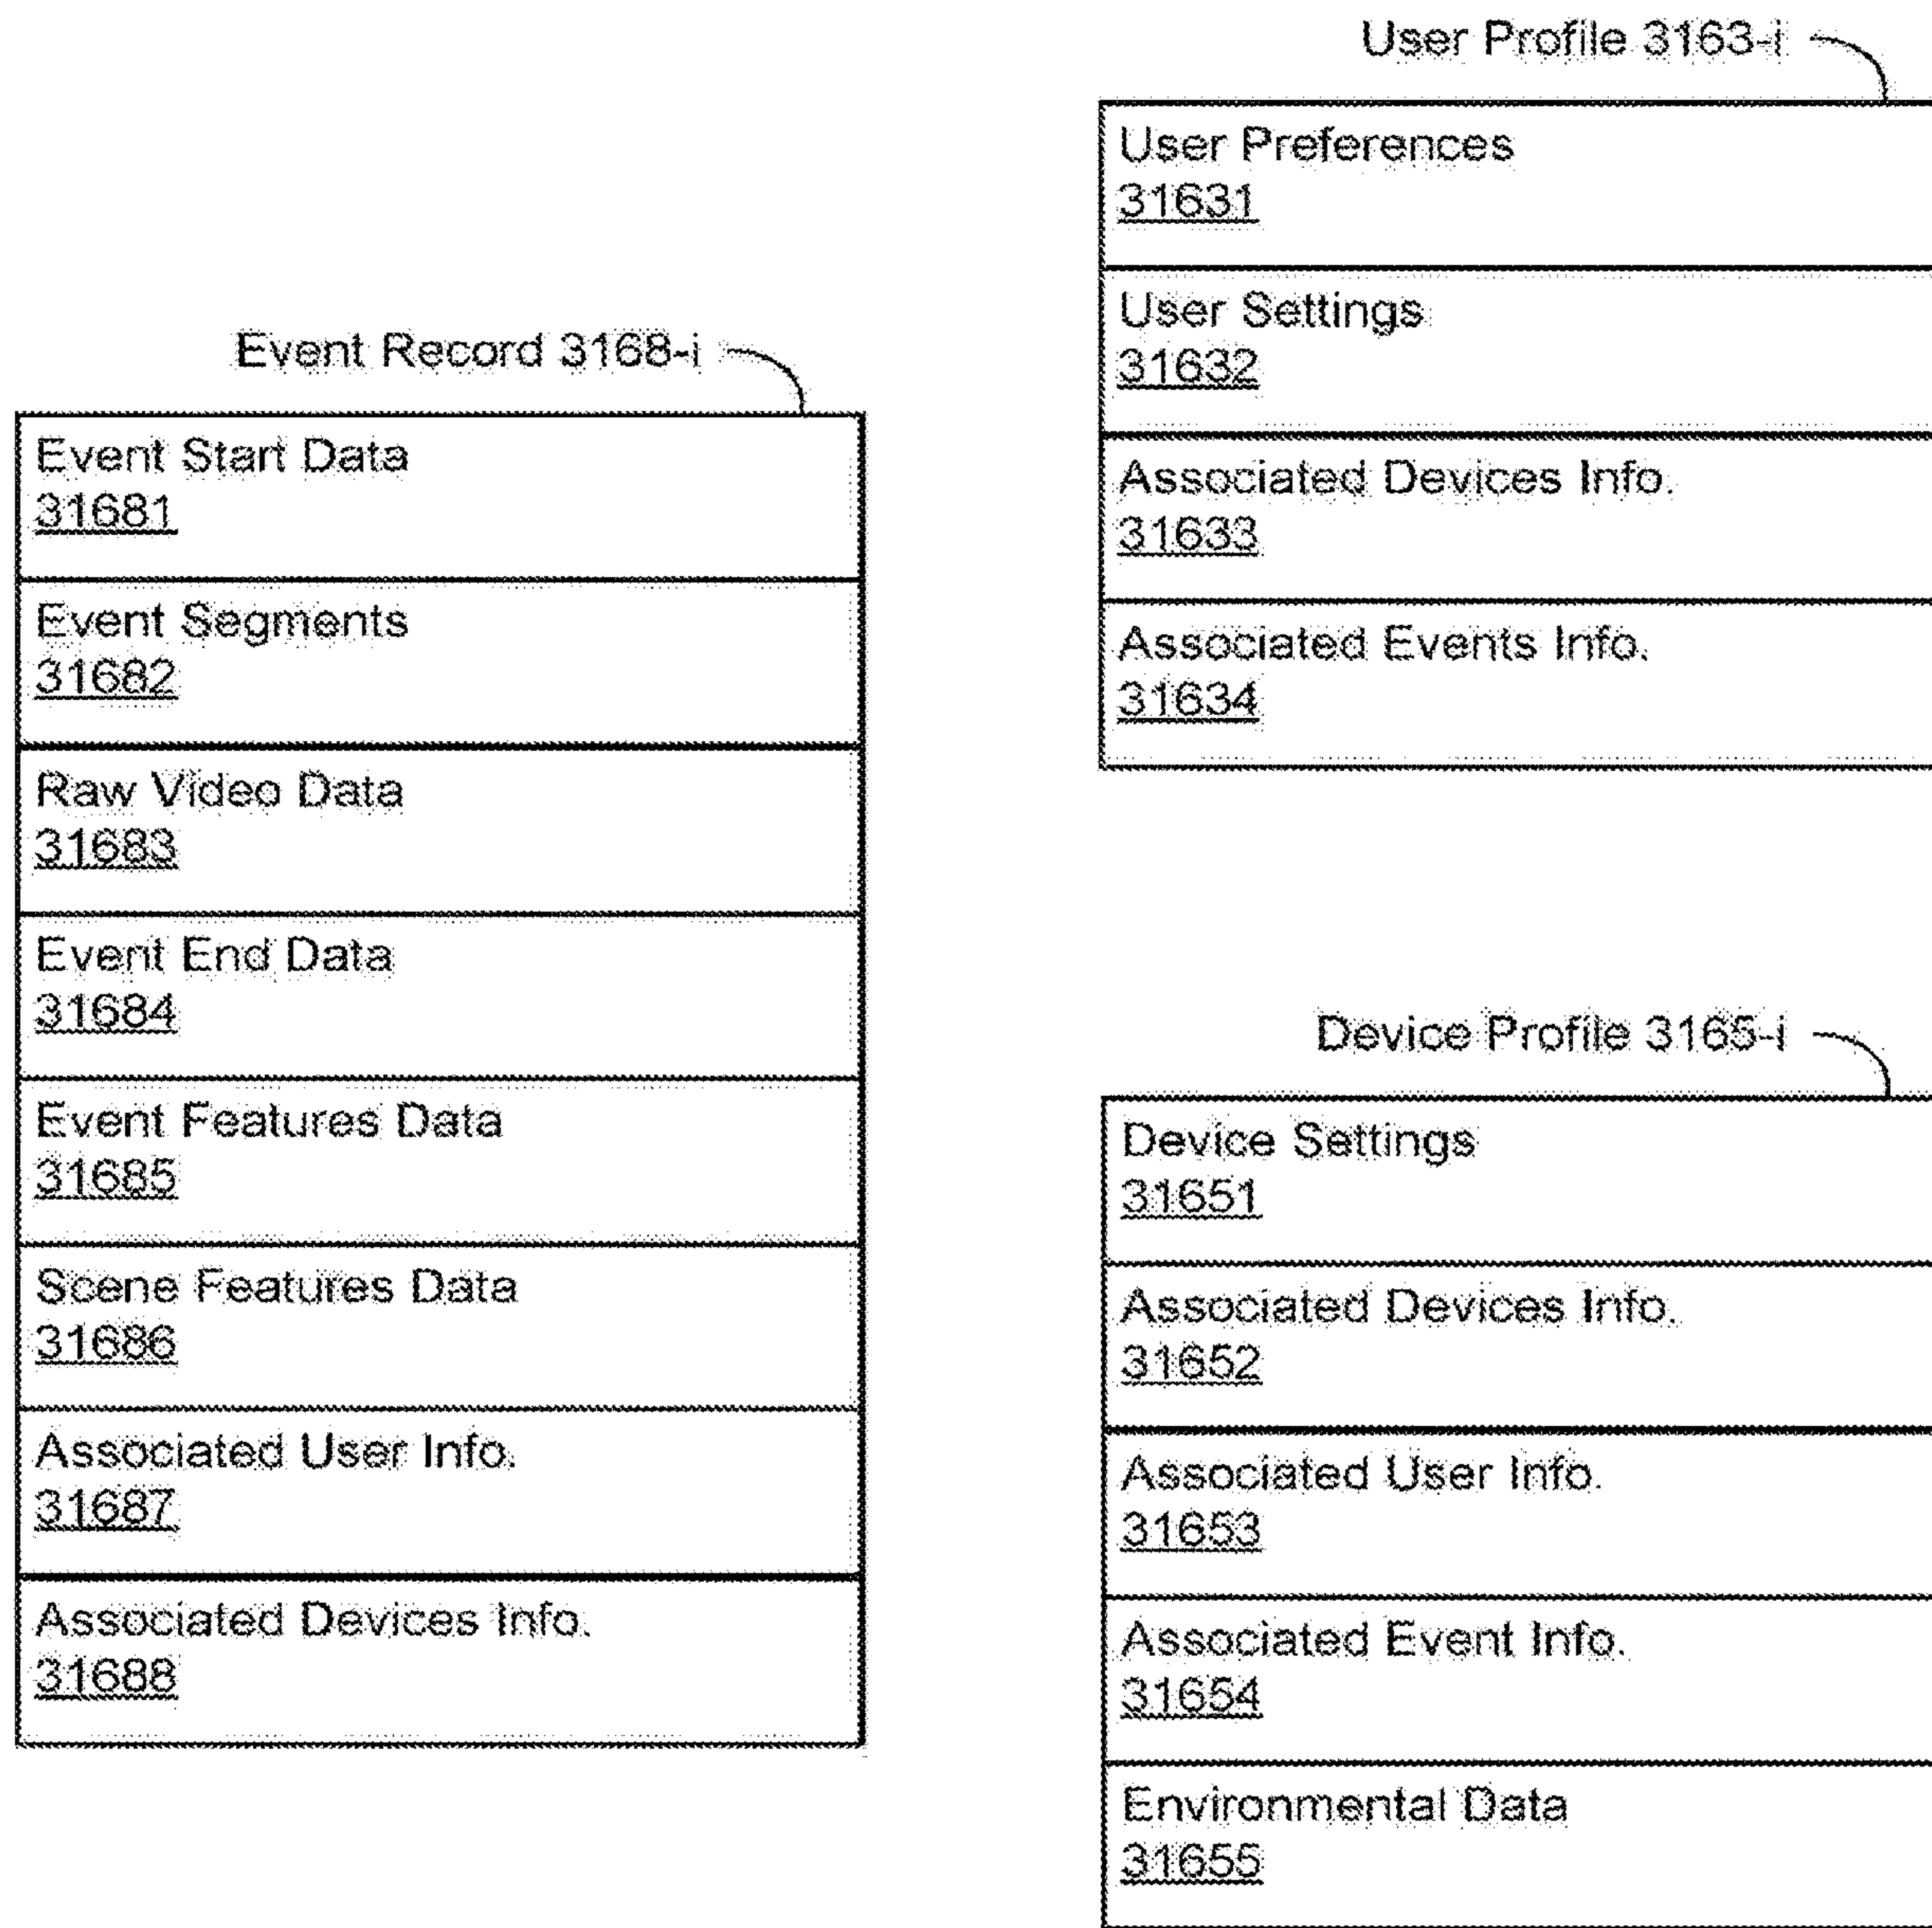 Event Record 3168-i
Event Start Data
31681
Event Segments
31682
Raw Video Data
31683
Event End Data
31684
Event Features Data
31685
Scene Features Data
31686
Associated User Info.
31687
Associated Devices Info.
31688
User Profile 3163-i
User Preferences
31631
User Settings
31632
Associated Devices Info.
31633
Associated Events Info.
31634
Device Profile 3165-i
Device Settings
31651
Associated Devices Info.
31652
Associated User Info.
31653
Associated Event Info.
31654
Environmental Data
31655